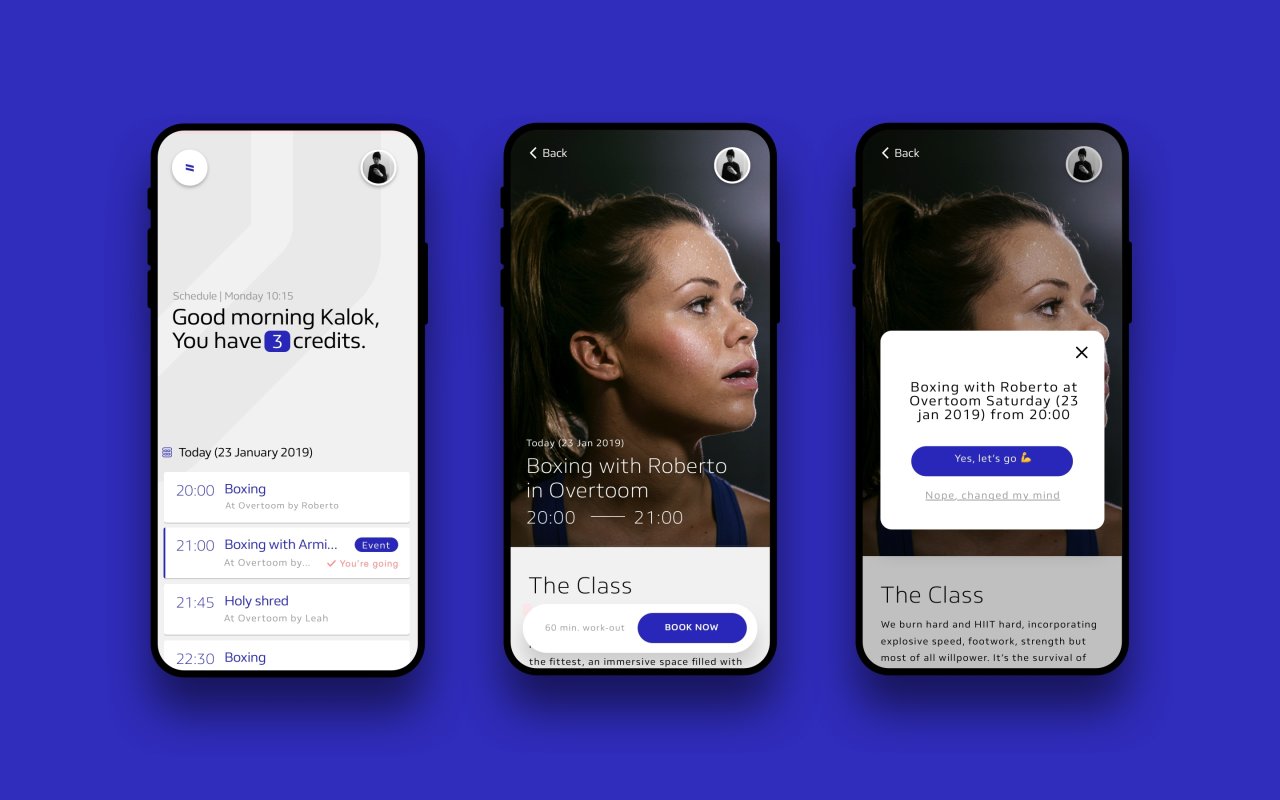 Schedule | Monday 10:15
Good morning Kalok,
You have 3 credits.
Today (23 January 2019)
20:00 Boxing
At Overtoom by Roberto
21:00 Boxing with Armi... Event
At Overtoom by... You're going
21:45 Holy shred
At Overtoom by Leah
22:30 Boxing
Back
Today (23 Jan 2019)
Boxing with Roberto
in Overtoom
20:00 21:00
The Class
60 min. work-out BOOK NOW
the fittest, an immersive space filled with
Back
Boxing with Roberto at
Overtoom Saturday (23
jan 2019) from 20:00
Yes, let's go 💪
Nope, changed my mind
The Class
We burn hard and HIIT hard, incorporating
explosive speed, footwork, strength but
most of all willpower. It's the survival of